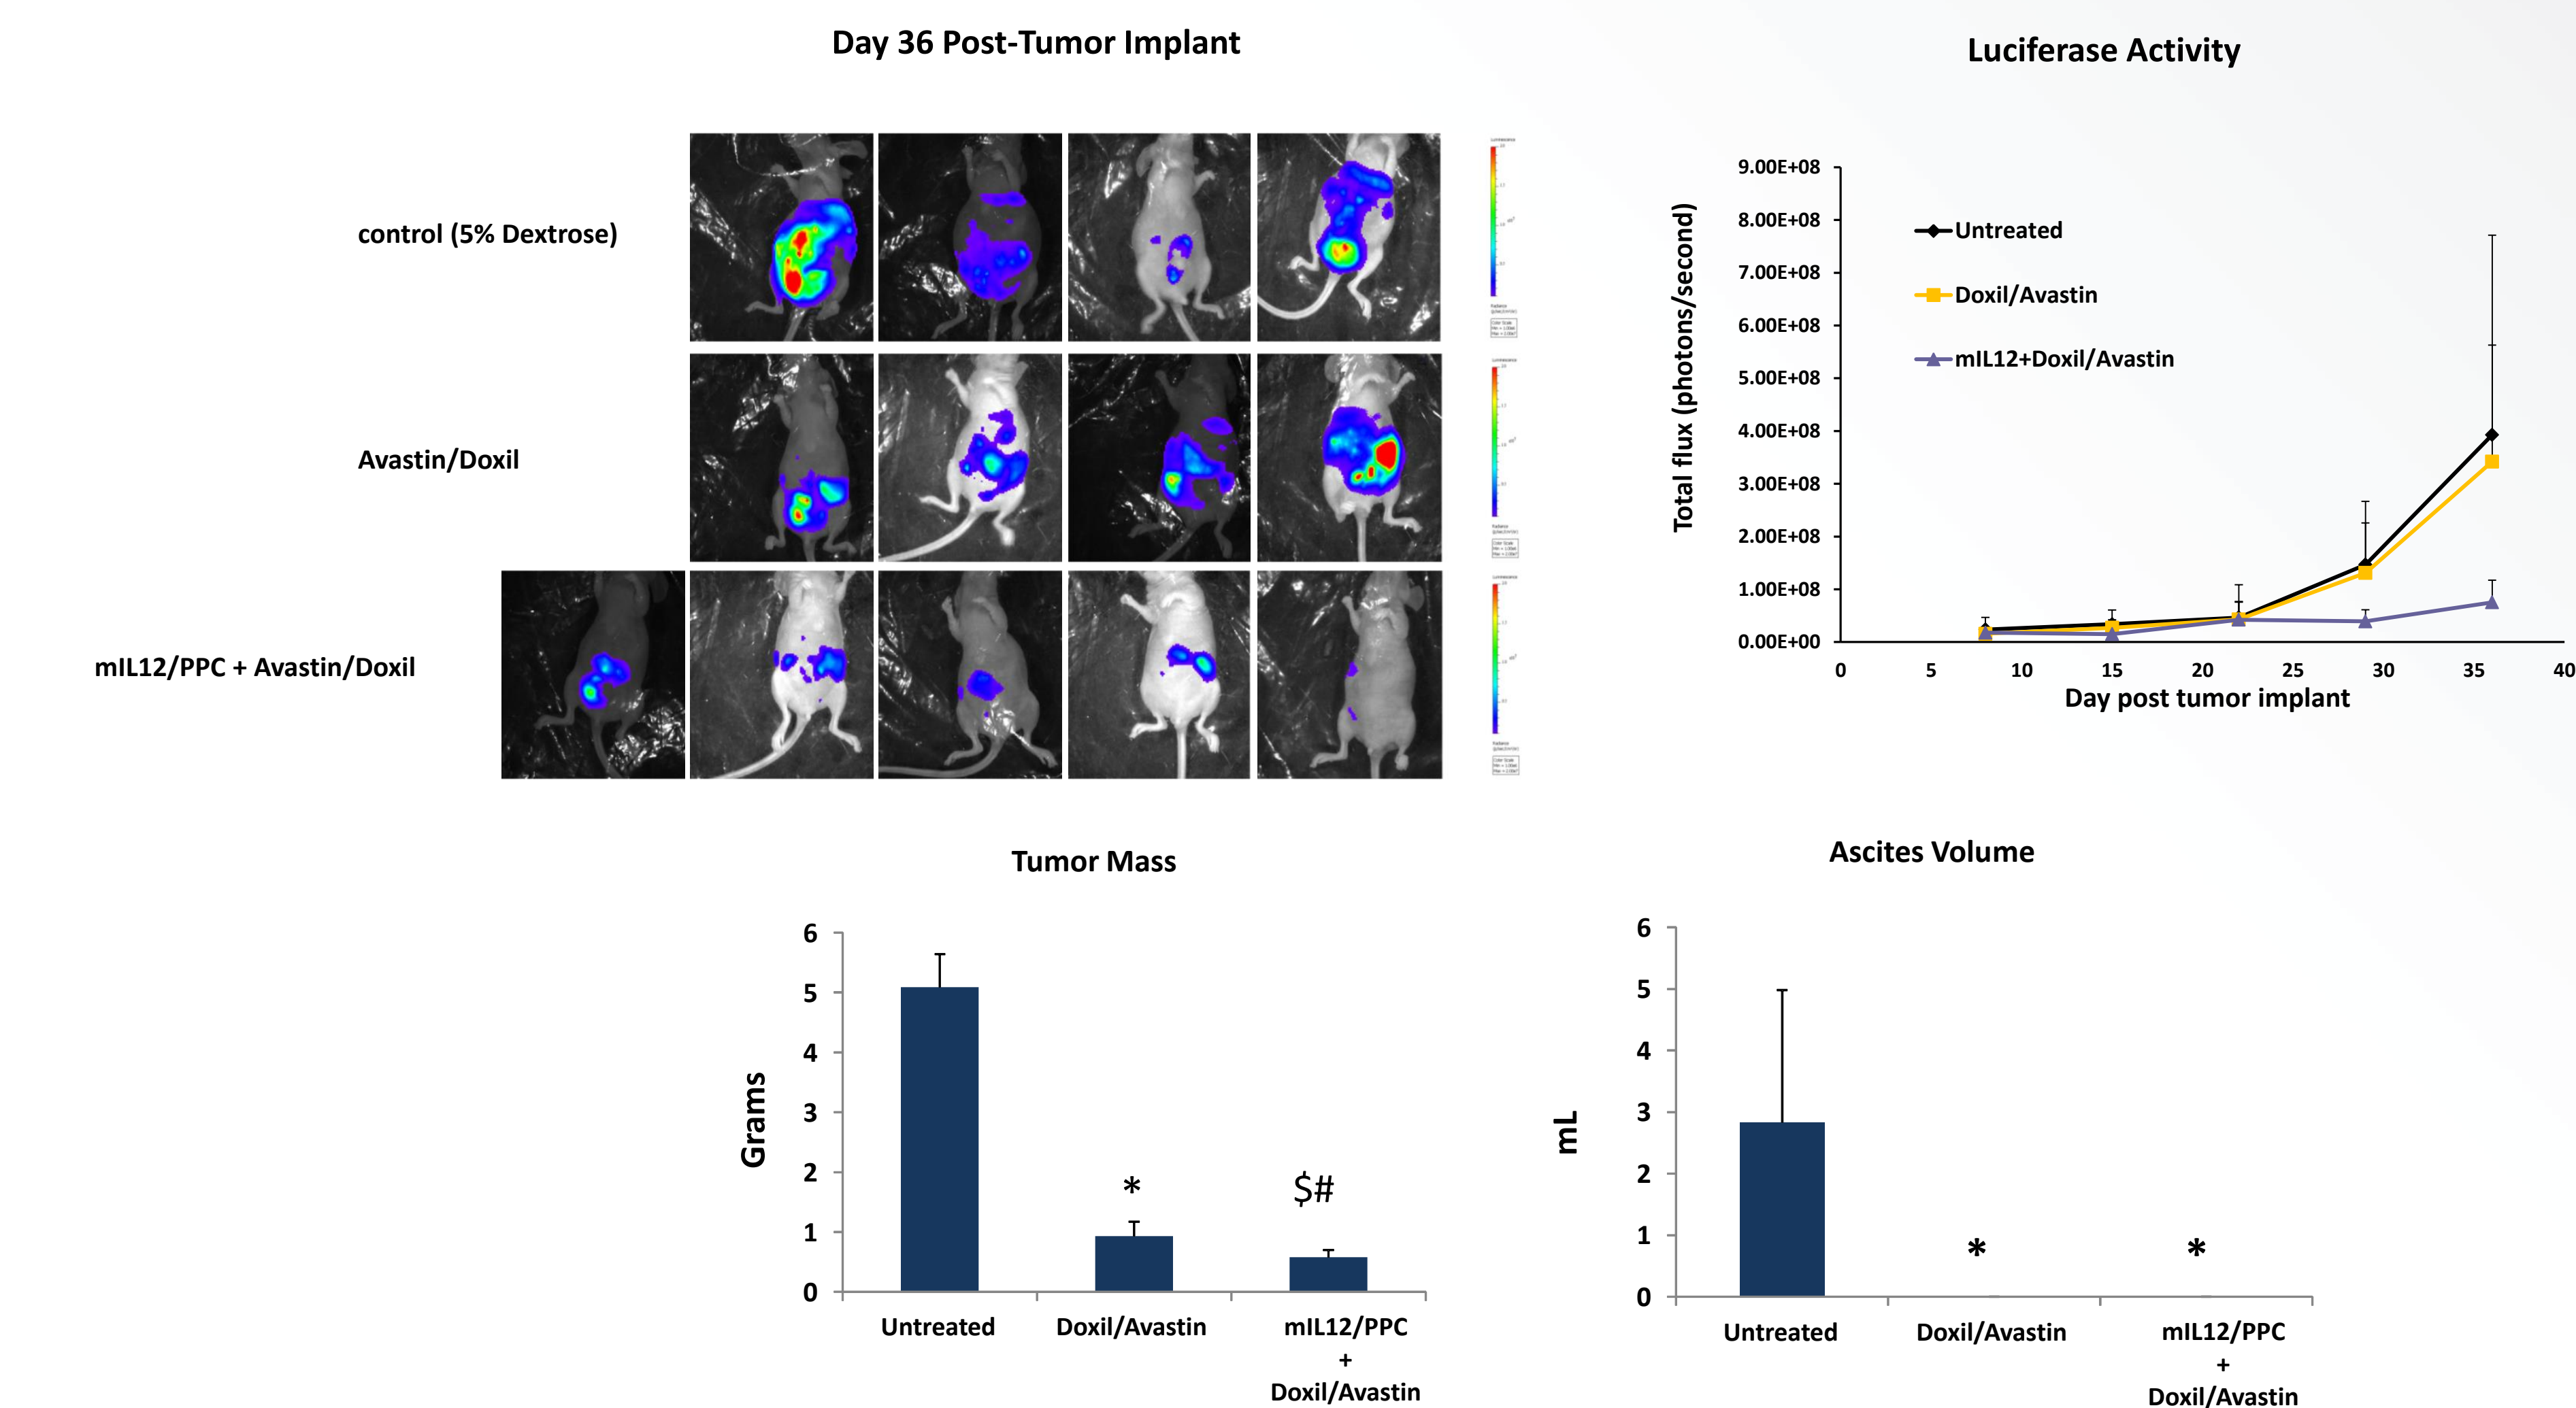 Day 36 Post-Tumor Implant
control (5% Dextrose)
Avastin/Doxil
mIL12/PPC + Avastin/Doxil
Luciferase Activity
Total flux (photons/second)
9.00E+08
8.00E+08
7.00E+08
6.00E+08
5.00E+08
4.00E+08
3.00E+08
2.00E+08
1.00E+08
0.00E+00
Untreated
Doxil/Avastin
mIL12+Doxil/Avastin
0 5 10 15 20 25 30 35 40
Day post tumor implant
Tumor Mass
Grams
6
5
4
3
2
1
0
*
$#
Untreated
Doxil/Avastin
mIL12/PPC
+
Doxil/Avastin
Ascites Volume
mL
6
5
4
3
2
1
0
*
*
Untreated
Doxil/Avastin
mIL12/PPC
+
Doxil/Avastin